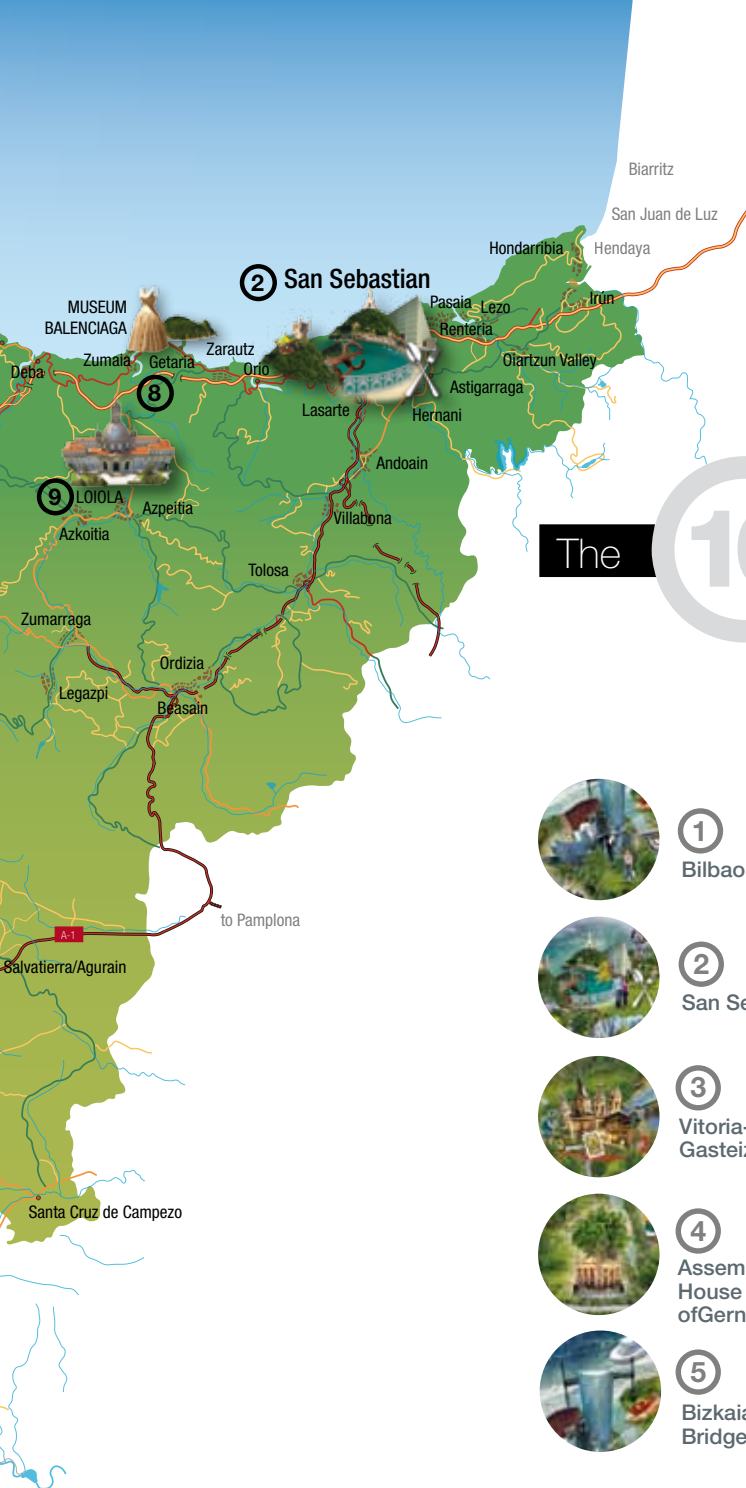 Biarritz
San Juan de Luz
Hondarribia
Hendaya
2 San Sebastian
Irún
MUSEUM
BALENCIAGA
Pasaia
Lezo
Renteria
Zarautz
Zumaia
Getaria
Oiartzun Valley
Deba
Orio
8
Astigarraga
Lasarte
Hernani
Andoain
9 LOIOLA
Azpeitia
Villabona
Azkoitia
The 10
Tolosa
Zumarraga
Ordizia
Legazpi
Beasain
to Pamplona
A-1
Salvatierra/Agurain
Santa Cruz de Campezo
1
Bilbao
2
San Se
3
Vitoria-
Gasteiz
4
Assem
House
ofGern
5
Bizkaia
Bridge